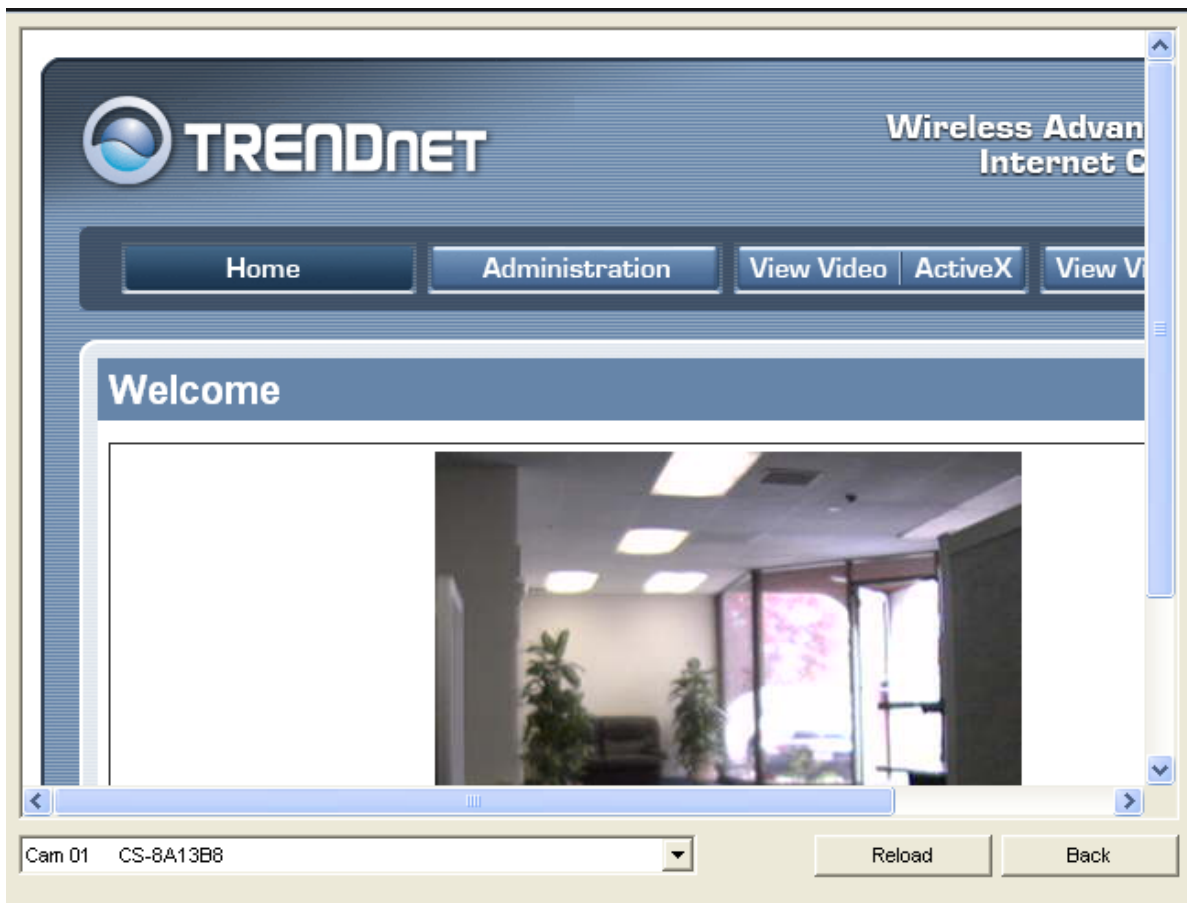 TRENDnet
Wireless Advan
Internet C
Home Administration View Video ActiveX View Vi
Welcome
Cam 01 CS-8A13B8 Reload Back